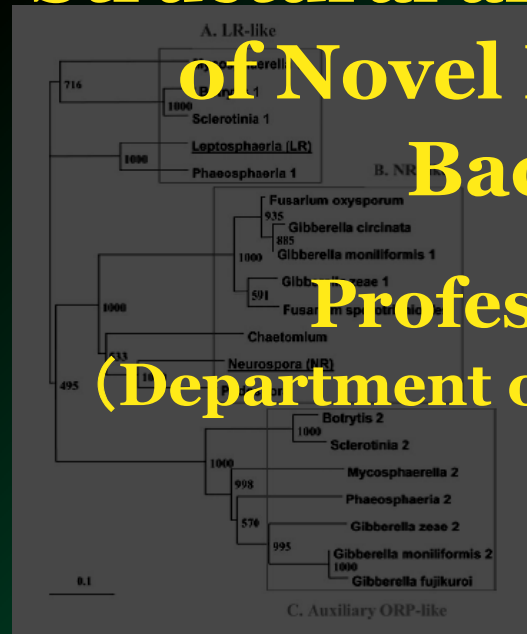 A. LR-like
of Novel
Bac
Profes
(Department o
716
1000
Sclerotinia 1
Leptosphaeria (LR)
1000
Phaeosphaeria 1
B. NR
Fusarium oxysporum
935
Gibberella circinata
885
1000
Gibberella moniliformis 1
591
1000
Chaetomium
533
Neurospora (NR)
495
Botrytis 2
1000
Sclerotinia 2
1000
Mycosphaerella 2
998
Phaeosphaeria 2
570
Gibberella zeae 2
995
Gibberella moniliformis 2
1000
Gibberella fujikuroi
0.1
C. Auxiliary ORP-like